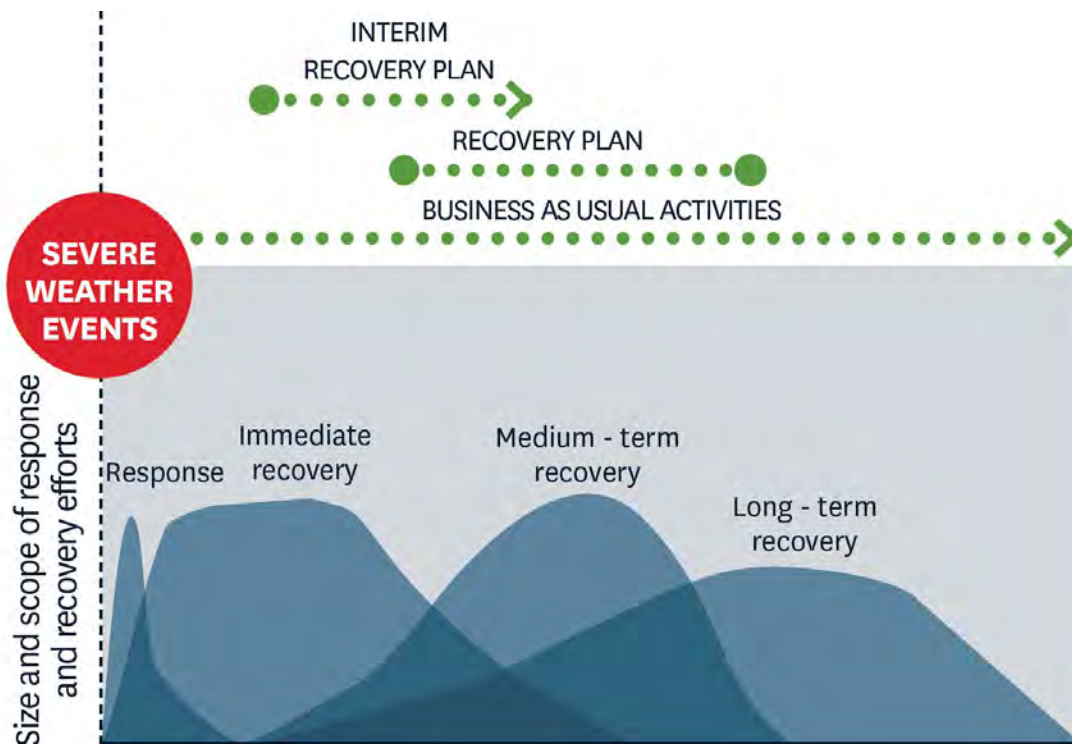 INTERIM
RECOVERY PLAN
RECOVERY PLAN
BUSINESS AS USUAL ACTIVITIES
SEVERE
WEATHER
EVENTS
Size and scope of response
and recovery efforts
Response
Immediate
recovery
Medium - term
recovery
Long - term
recovery